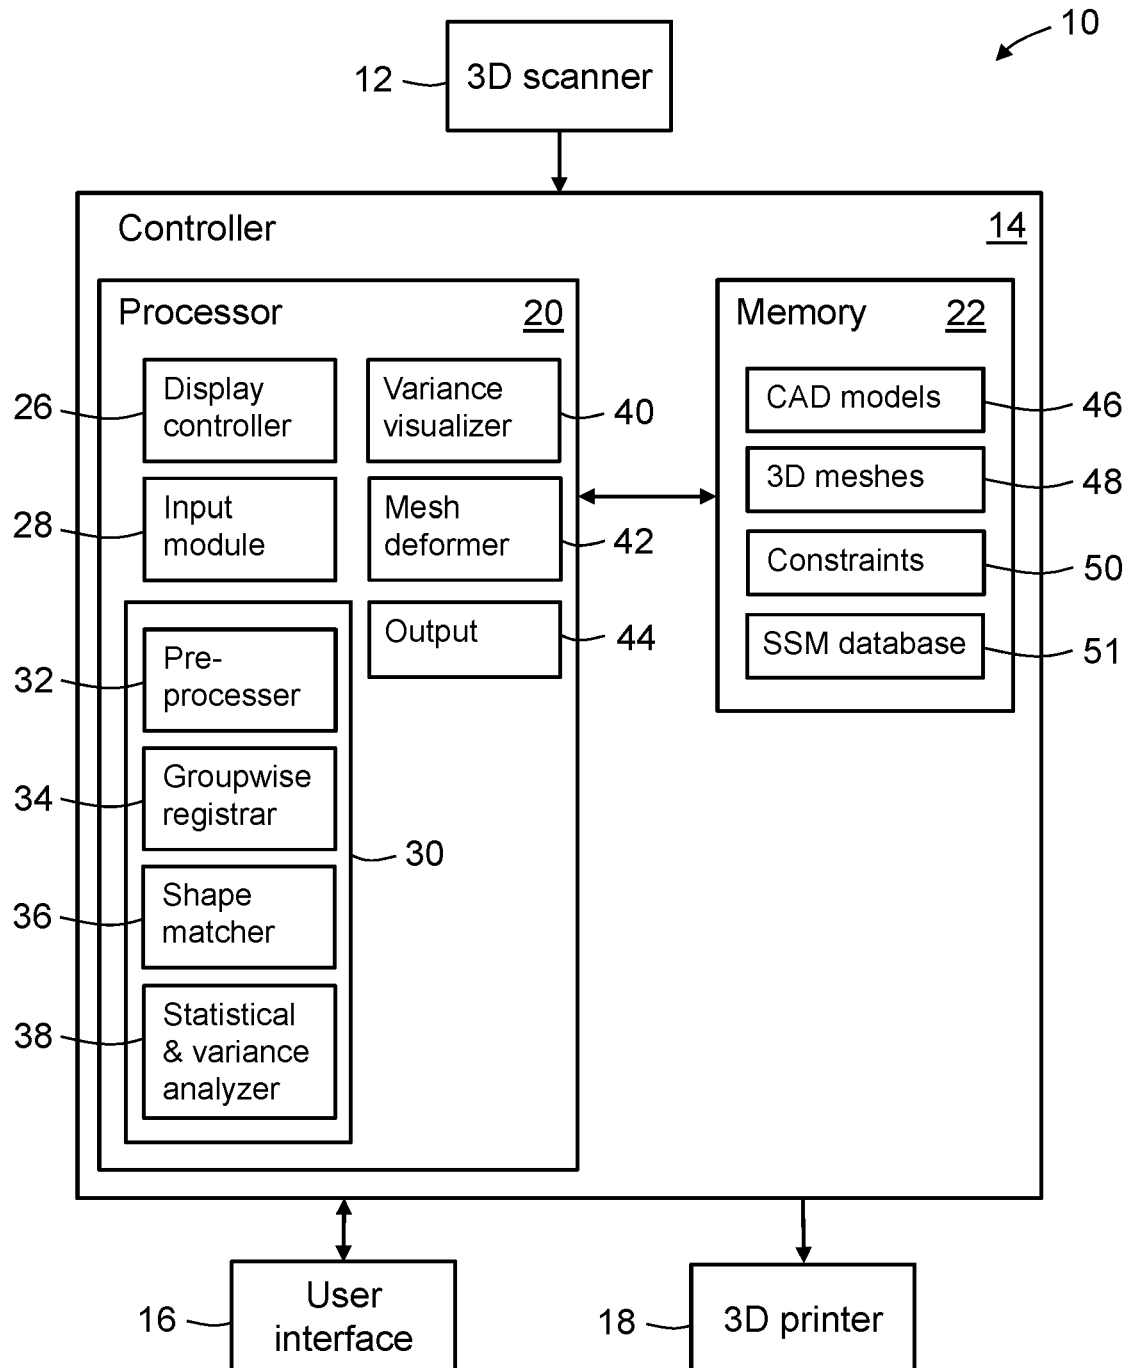 10
12
3D scanner
Controller
14
Processor
20
Memory
22
26
Display
controller
Variance
visualizer
40
CAD models
46
28
Input
module
Mesh
deformer
42
3D meshes
48
Constraints
50
Output
44
SSM database
51
32
Pre-
processer
34
Groupwise
registrar
30
36
Shape
matcher
38
Statistical
& variance
analyzer
16
User
interface
18
3D printer